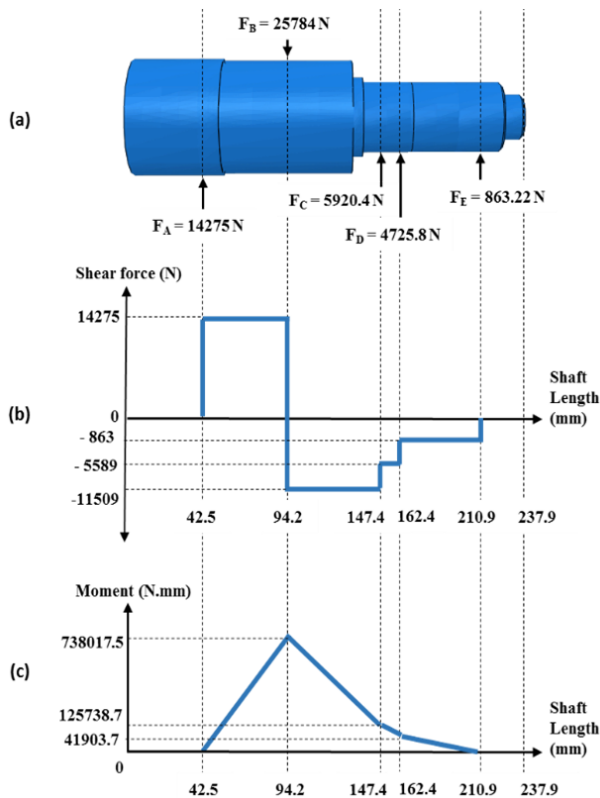 F_B = 25784 N
(a)
F_C = 5920.4 N
F_E = 863.22 N
F_A = 14275 N
F_D = 4725.8 N
Shear force (N)
14275
Shaft
Length
(mm)
(b)
0
- 863
- 5589
-11509
42.5 94.2 147.4 162.4 210.9 237.9
Moment (N.mm)
738017.5
(c)
Shaft
Length
(mm)
125738.7
41903.7
0
42.5 94.2 147.4 162.4 210.9 237.9